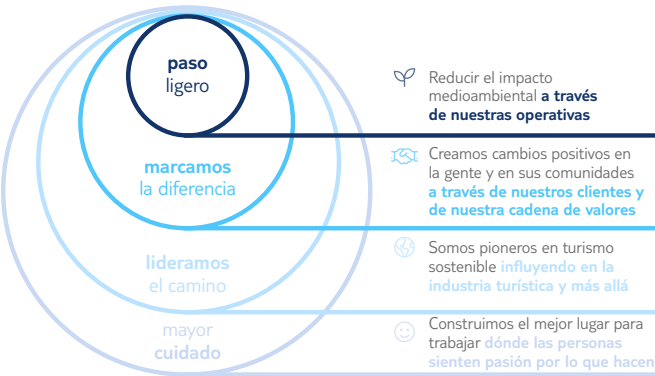 paso
ligero
Reducir el impacto
medioambiental a través
de nuestras operativas
marcamos
la diferencia
Creamos cambios positivos en
la gente y en sus comunidades
a través de nuestros clientes y
de nuestra cadena de valores
lideramos
el camino
Somos pioneros en turismo
sostenible influyendo en la
industria turística y más allá
mayor
cuidado
Construimos el mejor lugar para
trabajar dónde las personas
sienten pasión por lo que hacen